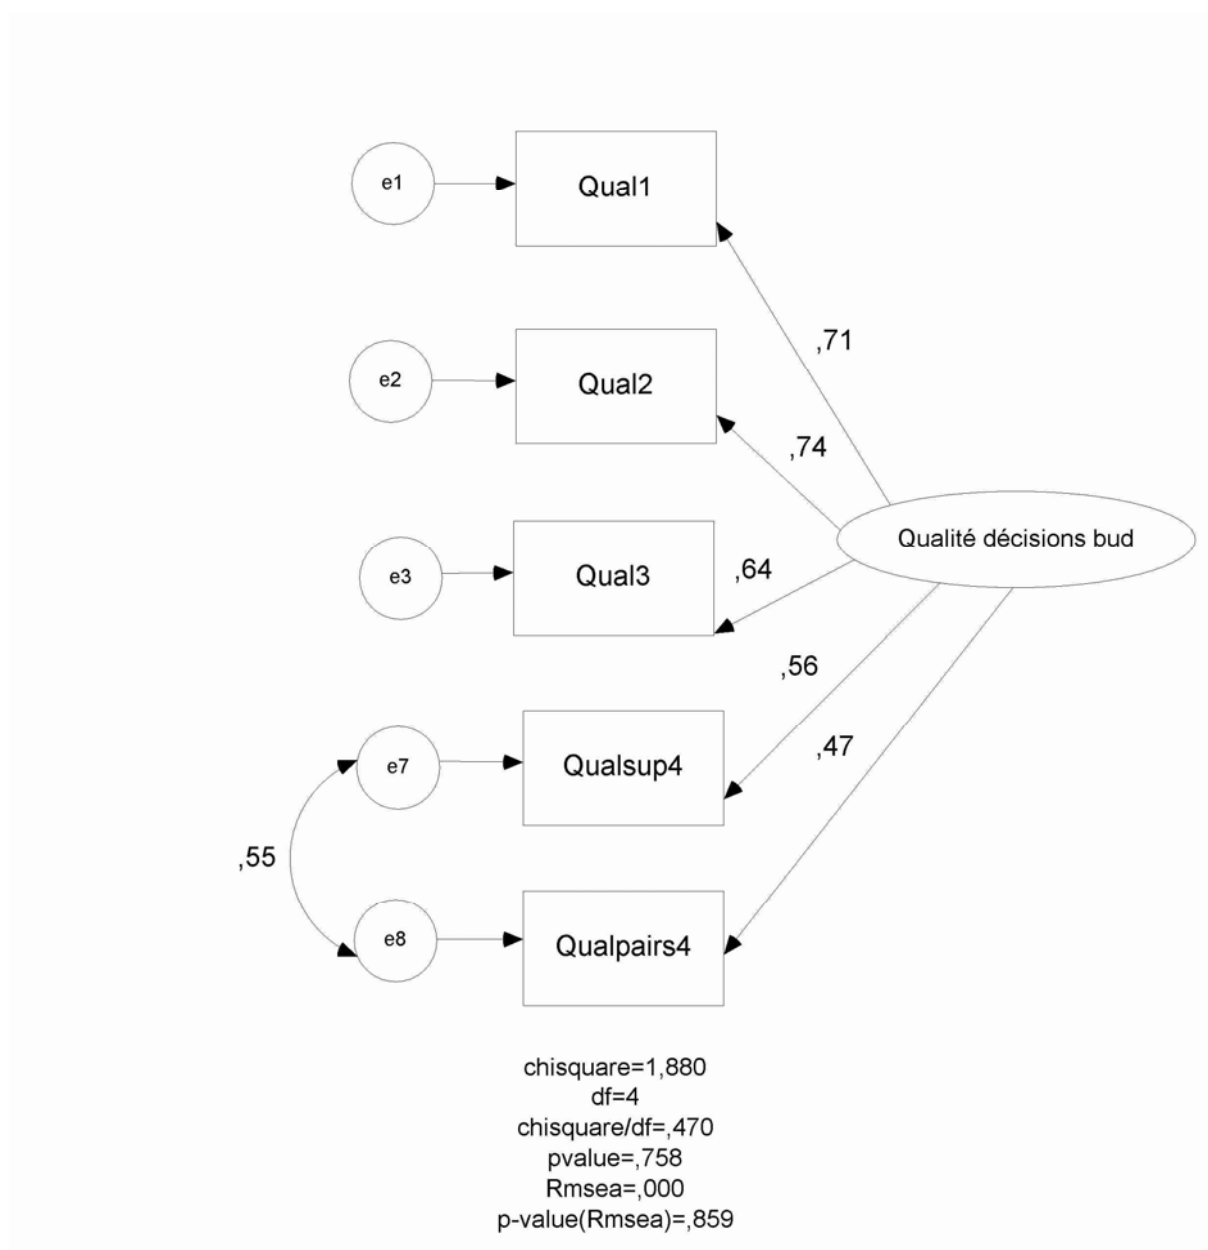 e1
Qual1
,71
e2
Qual2
,74
Qualité décisions bud
e3
Qual3
,64
,56
e7
Qualsup4
,47
,55
e8
Qualpairs4
chisquare=1,880
df=4
chisquare/df=,470
pvalue=,758
Rmsea=,000
p-value(Rmsea)=,859